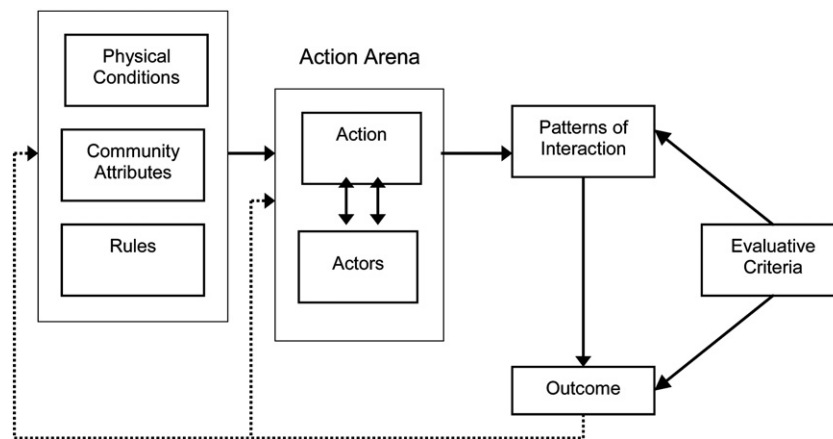 Physical
Conditions
Community
Attributes
Rules
Action Arena
Action
Actors
Patterns of
Interaction
Evaluative
Criteria
Outcome